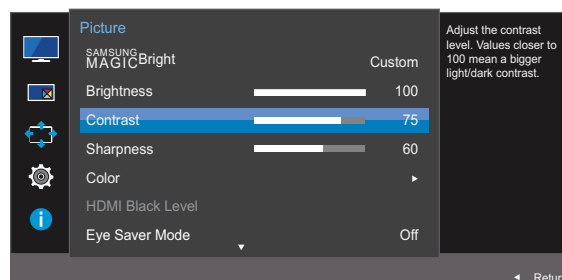 Picture
SAMSUNG
MAGICBright Custom
Brightness 100
Contrast 75
Sharpness 60
Color
HDMI Black Level
Eye Saver Mode Off
Adjust the contrast
level. Values closer to
100 mean a bigger
light/dark contrast.
Retur